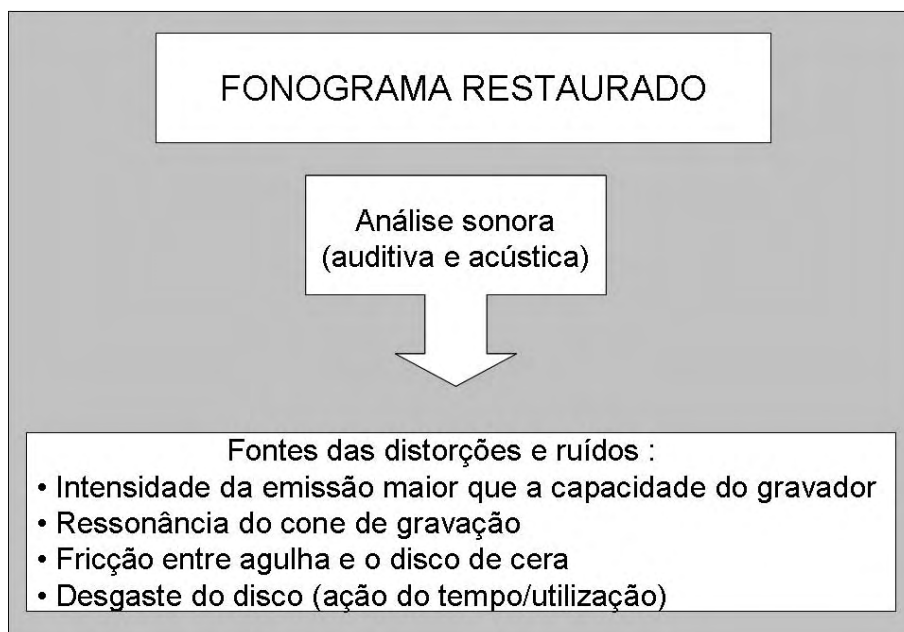 FONOGRAMA RESTAURADO
Análise sonora
(auditiva e acústica)
Fontes das distorções e ruídos :
• Intensidade da emissão maior que a capacidade do gravador
• Ressonância do cone de gravação
• Fricção entre agulha e o disco de cera
• Desgaste do disco (ação do tempo/utilização)